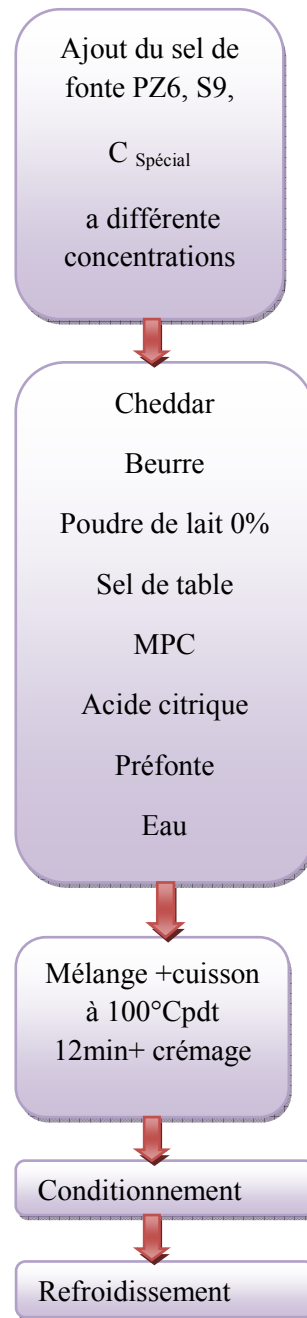 Ajout du sel de
fonte PZ6, S9,
C Spécial
a différente
concentrations
Cheddar
Beurre
Poudre de lait 0%
Sel de table
MPC
Acide citrique
Préfonte
Eau
Mélange +cuisson
à 100°Cpdt
12min+ crémage
Conditionnement
Refroidissement